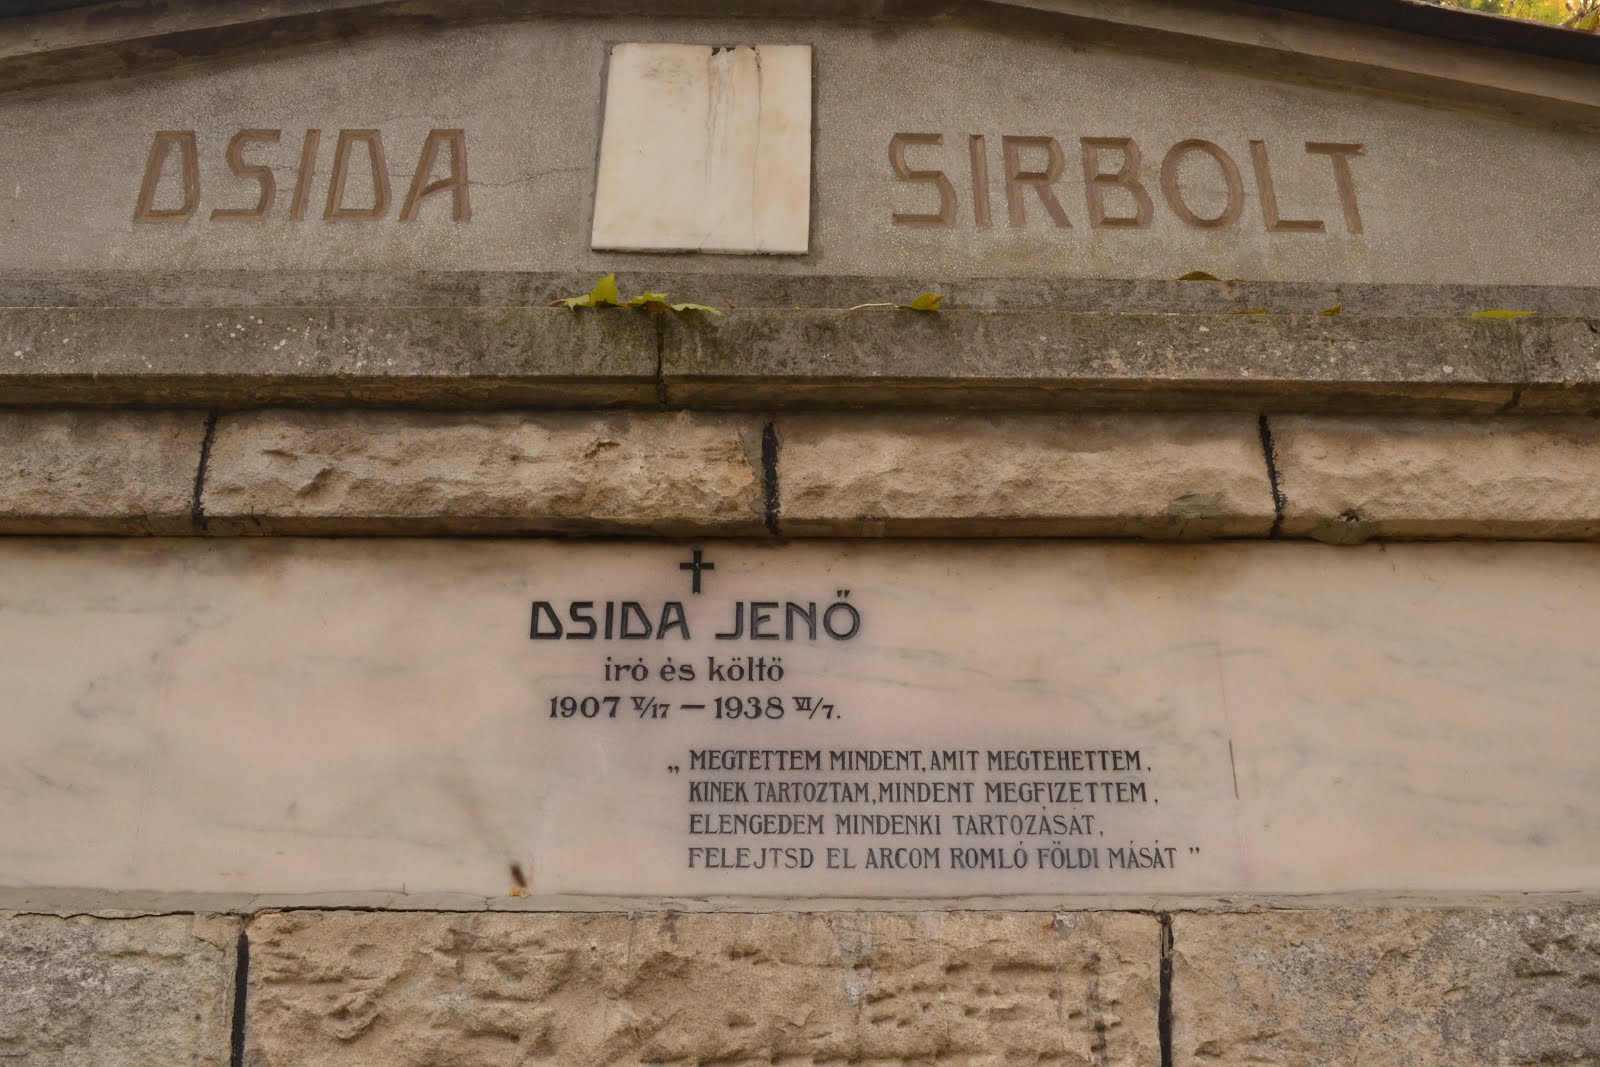 DSIDA SIRBOLT
DSIDA JENŐ
író és költő
1907 V/17 — 1938 VI/7.
„ MEGTETTEM MINDENT, AMIT MEGTEHETTEM,
KINEK TARTOZTAM, MINDENT MEGFIZETTEM,
ELENGEDEM MINDENKI TARTOZÁSÁT,
FELEJTSD EL ARCOM ROMLÓ FÖLDI MÁSÁT ”